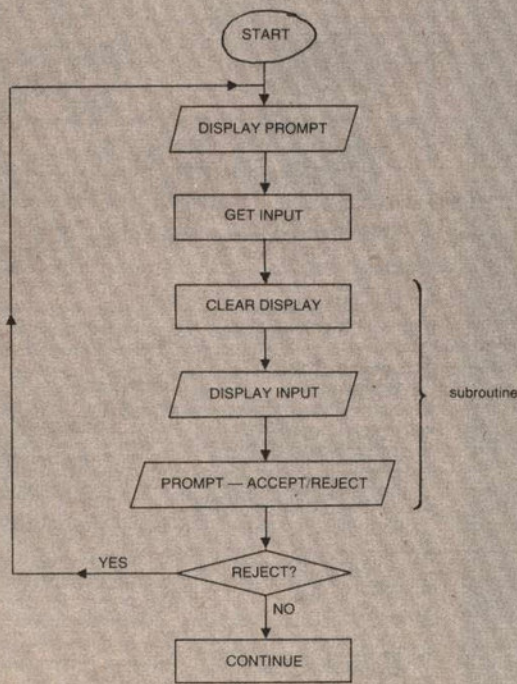 START
DISPLAY PROMPT
GET INPUT
CLEAR DISPLAY
DISPLAY INPUT
subroutine
PROMPT — ACCEPT/REJECT
YES
REJECT?
NO
CONTINUE